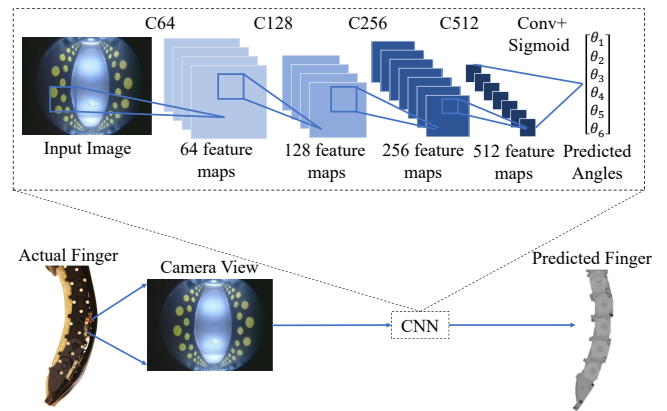 C64 C128 C256 C512 Conv+
Sigmoid
θ1
θ2
θ3
θ4
θ5
θ6
Input Image
64 feature
maps
128 feature
maps
256 feature
maps
512 feature
maps
Predicted
Angles
Actual Finger
Camera View
CNN
Predicted Finger